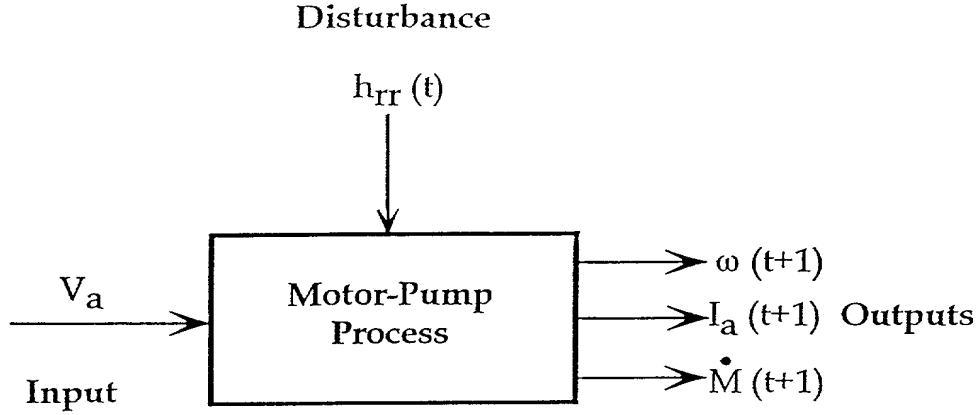 Disturbance
h_rr (t)
ω (t+1)
V_a
Motor-Pump
Process
I_a (t+1) Outputs
Input
Ṁ (t+1)